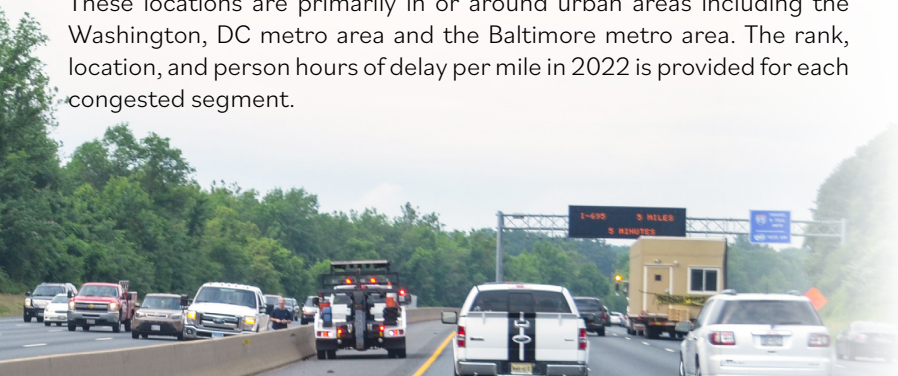 These locations are primarily in or around urban areas including the
Washington, DC metro area and the Baltimore metro area. The rank,
location, and person hours of delay per mile in 2022 is provided for each
congested segment.
I-695 5 MILES
5 MINUTES